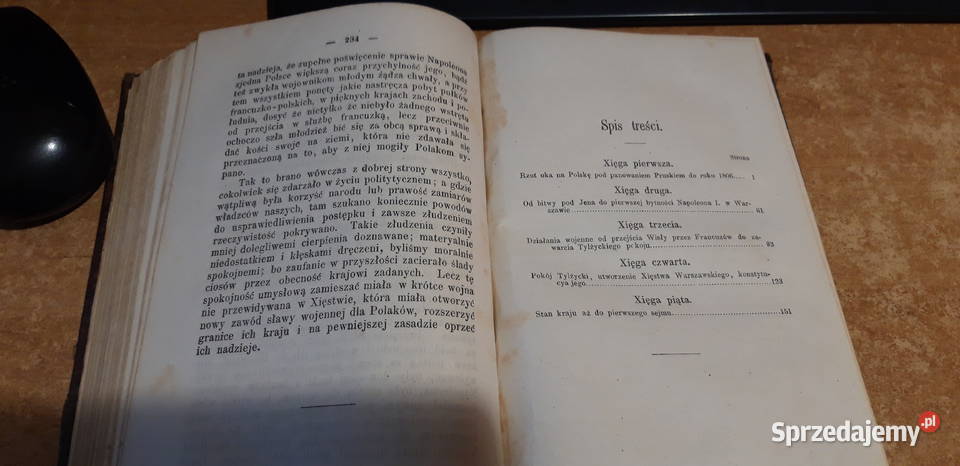 — 234 —
ta nadzieja, że zupełne poświęcenie sprawie Napoleona
zjedna Polsce większą coraz przychylność jego, bądź
też zwykła wojownikom młodym żądza chwały, a przy
tem wszystkiem ponęty jakie nastręcza pobyt pułków
francuzko-polskich, w pięknych krajach zachodu i po-
łudnia, dosyć że nietylko że niebyło żadnego wstrętu
od przejścia w służbę francuzką, lecz przeciwnie
ochoczo szła młodzież bić się za obcą sprawą i skła-
dać kości swoje na ziemi, która nie zdawała się
przeznaczoną na to, aby z niej mogiły Polakom sy-
pano.
Tak to brano wówczas z dobrej strony wszystko,
cokolwiek się zdarzało w życiu politytycznem; a gdzie
wątpliwą była korzyść narodu lub prawość zamiarów
władzców naszych, tam szukano koniecznie powodów
do usprawiedliwienia postępku i zawsze złudzeniem
rzeczywistość pokrywano. Takie złudzenia czyniły
mniej dolegliwemi cierpienia doznawane; materyalnie
niedostatkiem i klęskami dręczeni, byliśmy moralnie
spokojnemi; bo zaufanie w przyszłości zacierało ślady
ciosów przez obecność krajowi zadanych. Lecz tę
spokojność umysłową zamieszać miała w krótce wojna
nie przewidywana w Xięstwie, która miała otworzyć
nowy zawód sławy wojennej dla Polaków, rozszerzyć
granice ich kraju i na pewniejszej zasadzie oprzeć
ich nadzieje.
Spis treści.
Strona
Xięga pierwsza.
Rzut oka na Polskę pod panowaniem Pruskiem do roku 1806..... 1
Xięga druga.
Od bitwy pod Jena do pierwszej bytności Napoleona I. w War-
szawie ........ 61
Xięga trzecia.
Działania wojenne od przejścia Wisły przez Francuzów do za-
warcia Tylżyckiego pokoju ........ 93
Xięga czwarta.
Pokój Tylżycki, utworzenie Xięstwa Warszawskiego, konstytu-
cya jego ........ 123
Xięga piąta.
Stan kraju aż do pierwszego sejmu ........ 151
Sprzedajemy.pl